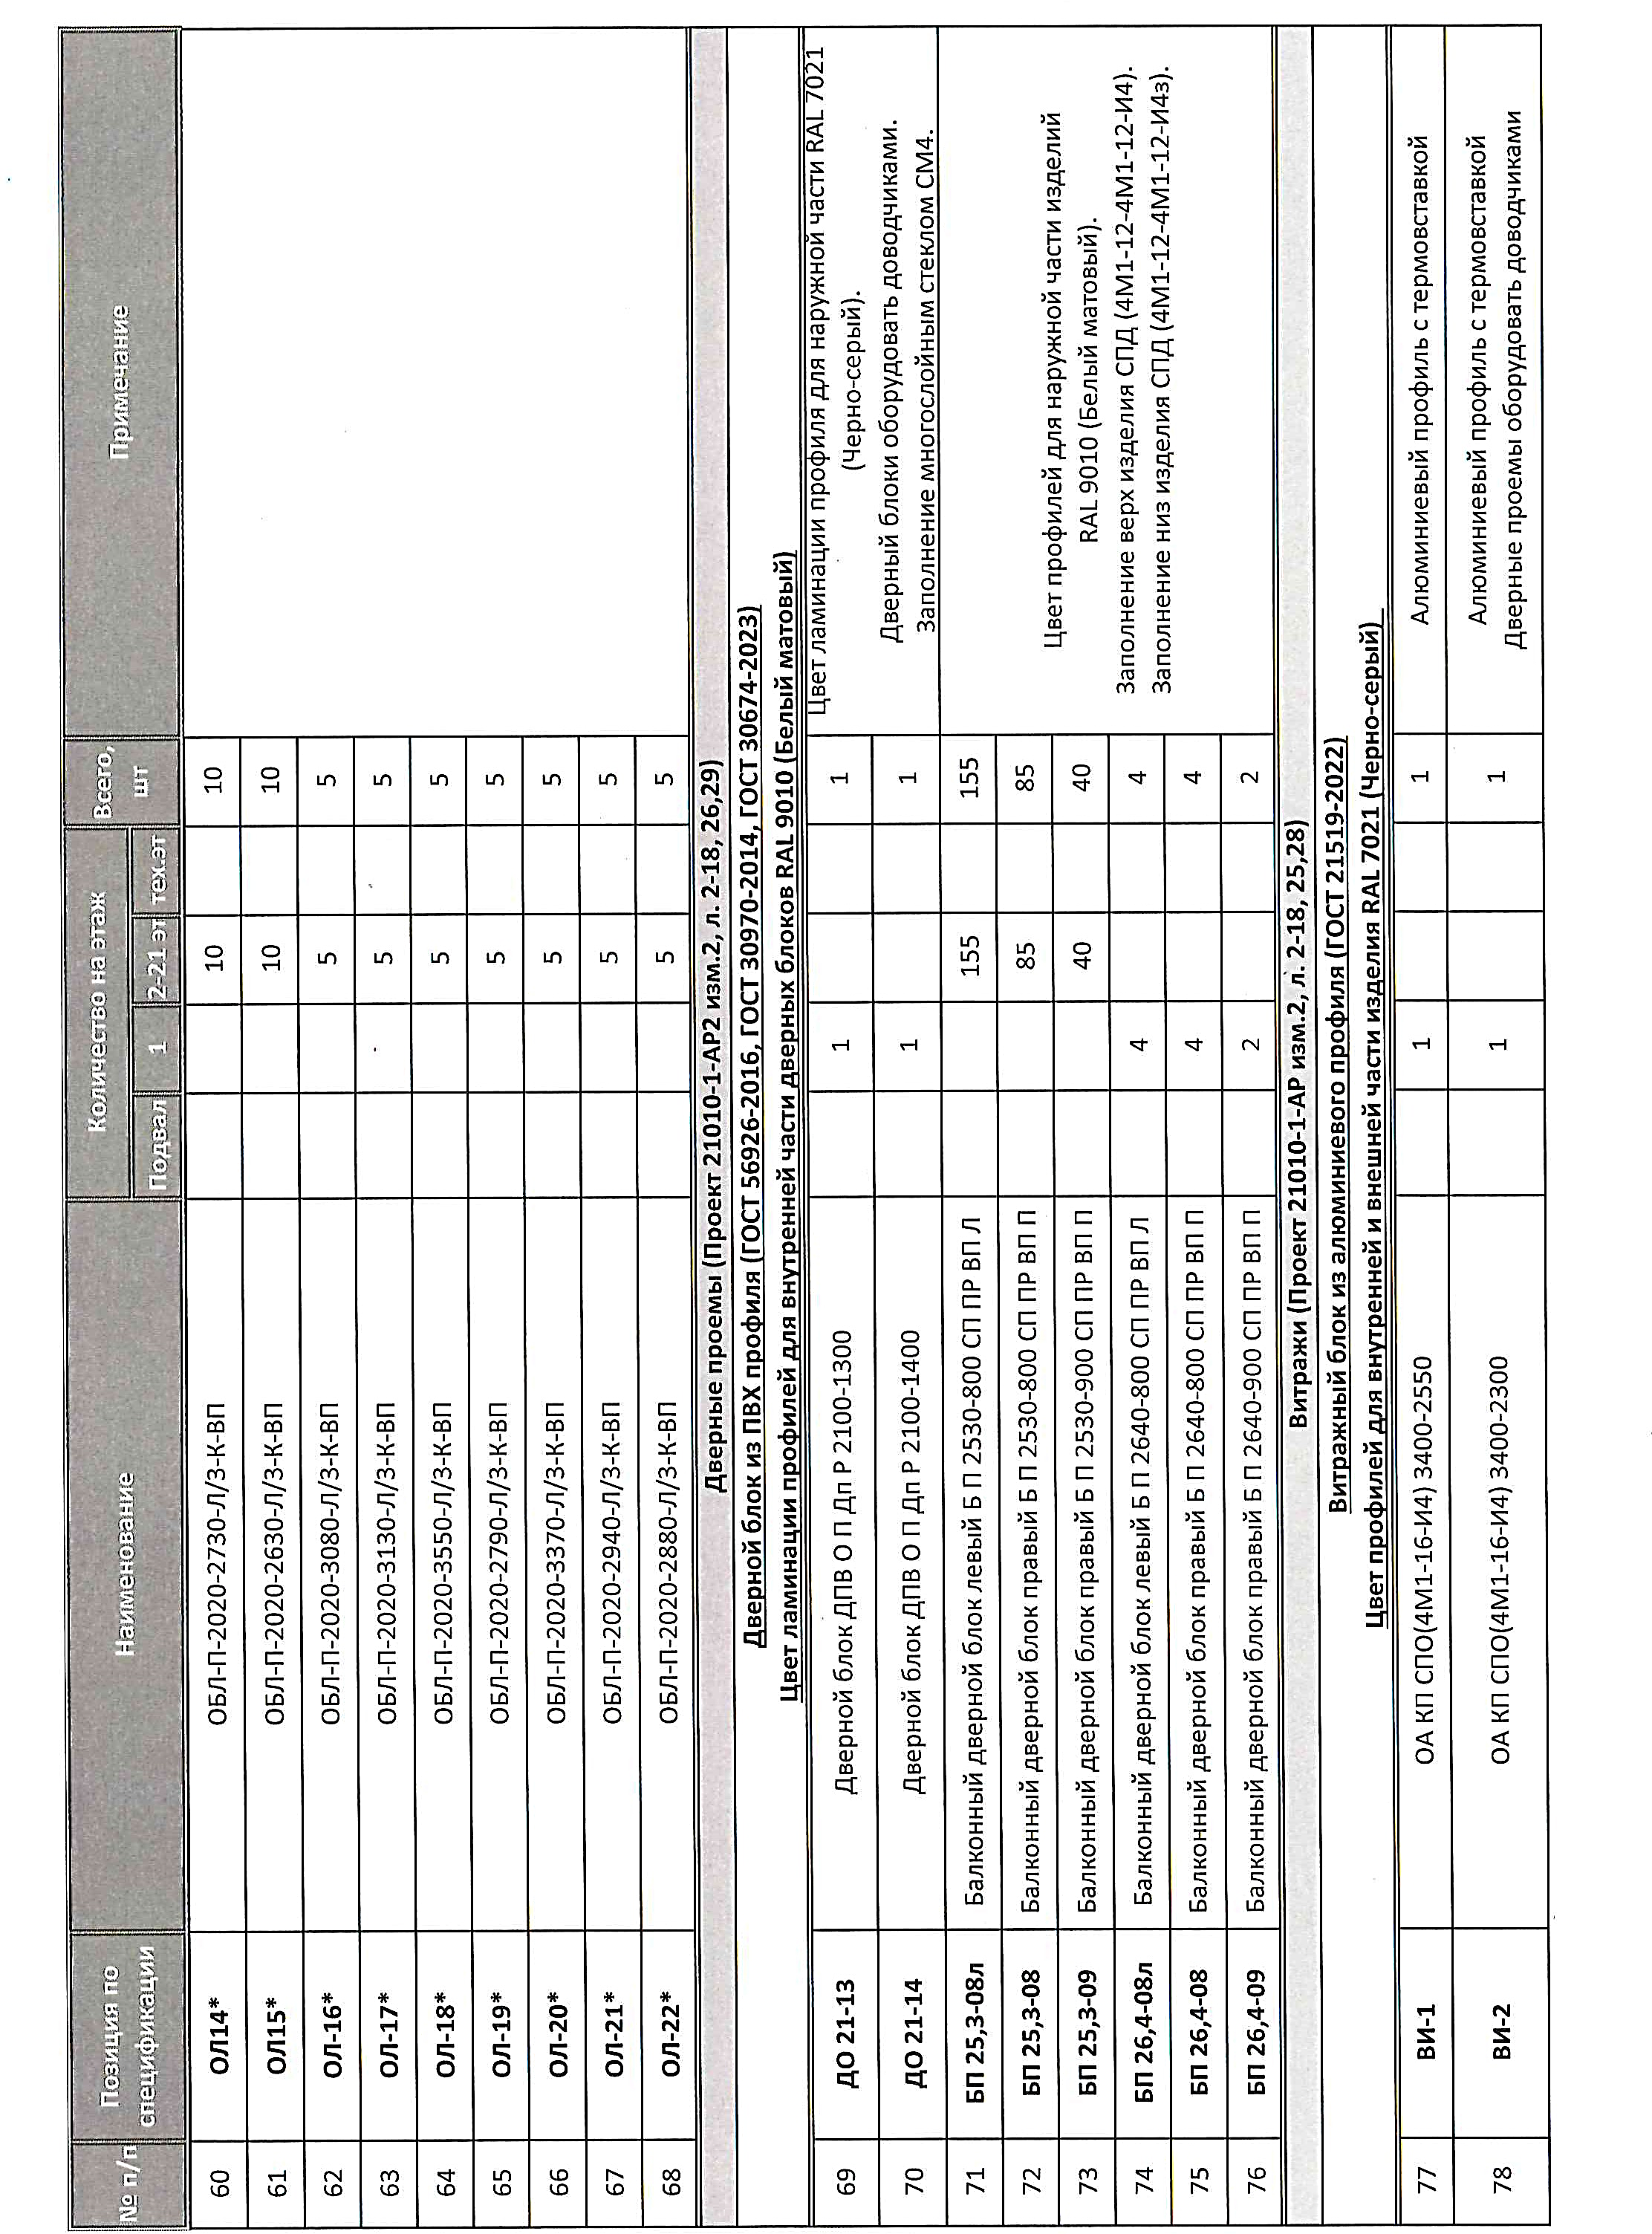 № п/п Позиция по спецификации Наименование Количество на этаж Всего, шт Примечание
Подвал 1 2-21 эт тех.эт
60 ОЛ14* ОБЛ-П-2020-2730-Л/З-К-ВП 10 10
61 ОЛ15* ОБЛ-П-2020-2630-Л/З-К-ВП 10 10
62 ОЛ-16* ОБЛ-П-2020-3080-Л/З-К-ВП 5 5
63 ОЛ-17* ОБЛ-П-2020-3130-Л/З-К-ВП 5 5
64 ОЛ-18* ОБЛ-П-2020-3550-Л/З-К-ВП 5 5
65 ОЛ-19* ОБЛ-П-2020-2790-Л/З-К-ВП 5 5
66 ОЛ-20* ОБЛ-П-2020-3370-Л/З-К-ВП 5 5
67 ОЛ-21* ОБЛ-П-2020-2940-Л/З-К-ВП 5 5
68 ОЛ-22* ОБЛ-П-2020-2880-Л/З-К-ВП 5 5
Дверные проемы (Проект 21010-1-АР2 изм.2, л. 2-18, 26,29)
Дверной блок из ПВХ профиля (ГОСТ 56926-2016, ГОСТ 30970-2014, ГОСТ 30674-2023)
Цвет ламинации профилей для внутренней части дверных блоков RAL 9010 (Белый матовый)
69 ДО 21-13 Дверной блок ДПВ О П Дп Р 2100-1300 1 1
70 ДО 21-14 Дверной блок ДПВ О П Дп Р 2100-1400 1 1
Цвет ламинации профиля для наружной части RAL 7021
(Черно-серый).
Дверный блоки оборудовать доводчиками.
Заполнение многослойным стеклом СМ4.
71 БП 25,3-08л Балконный дверной блок левый Б П 2530-800 СП ПР ВП Л 155 155
72 БП 25,3-08 Балконный дверной блок правый Б П 2530-800 СП ПР ВП П 85 85
73 БП 25,3-09 Балконный дверной блок правый Б П 2530-900 СП ПР ВП П 40 40
74 БП 26,4-08л Балконный дверной блок левый Б П 2640-800 СП ПР ВП Л 4 4
75 БП 26,4-08 Балконный дверной блок правый Б П 2640-800 СП ПР ВП П 4 4
76 БП 26,4-09 Балконный дверной блок правый Б П 2640-900 СП ПР ВП П 2 2
Цвет профилей для наружной части изделий
RAL 9010 (Белый матовый).
Заполнение верх изделия СПД (4М1-12-4М1-12-И4).
Заполнение низ изделия СПД (4М1-12-4М1-12-И4з).
Витражи (Проект 21010-1-АР изм.2, л. 2-18, 25,28)
Витражный блок из алюминиевого профиля (ГОСТ 21519-2022)
Цвет профилей для внутренней и внешней части изделия RAL 7021 (Черно-серый)
77 ВИ-1 ОА КП СПО(4М1-16-И4) 3400-2550 1 1 Алюминиевый профиль с термовставкой
78 ВИ-2 ОА КП СПО(4М1-16-И4) 3400-2300 1 1 Алюминиевый профиль с термовставкой
Дверные проемы оборудовать доводчиками